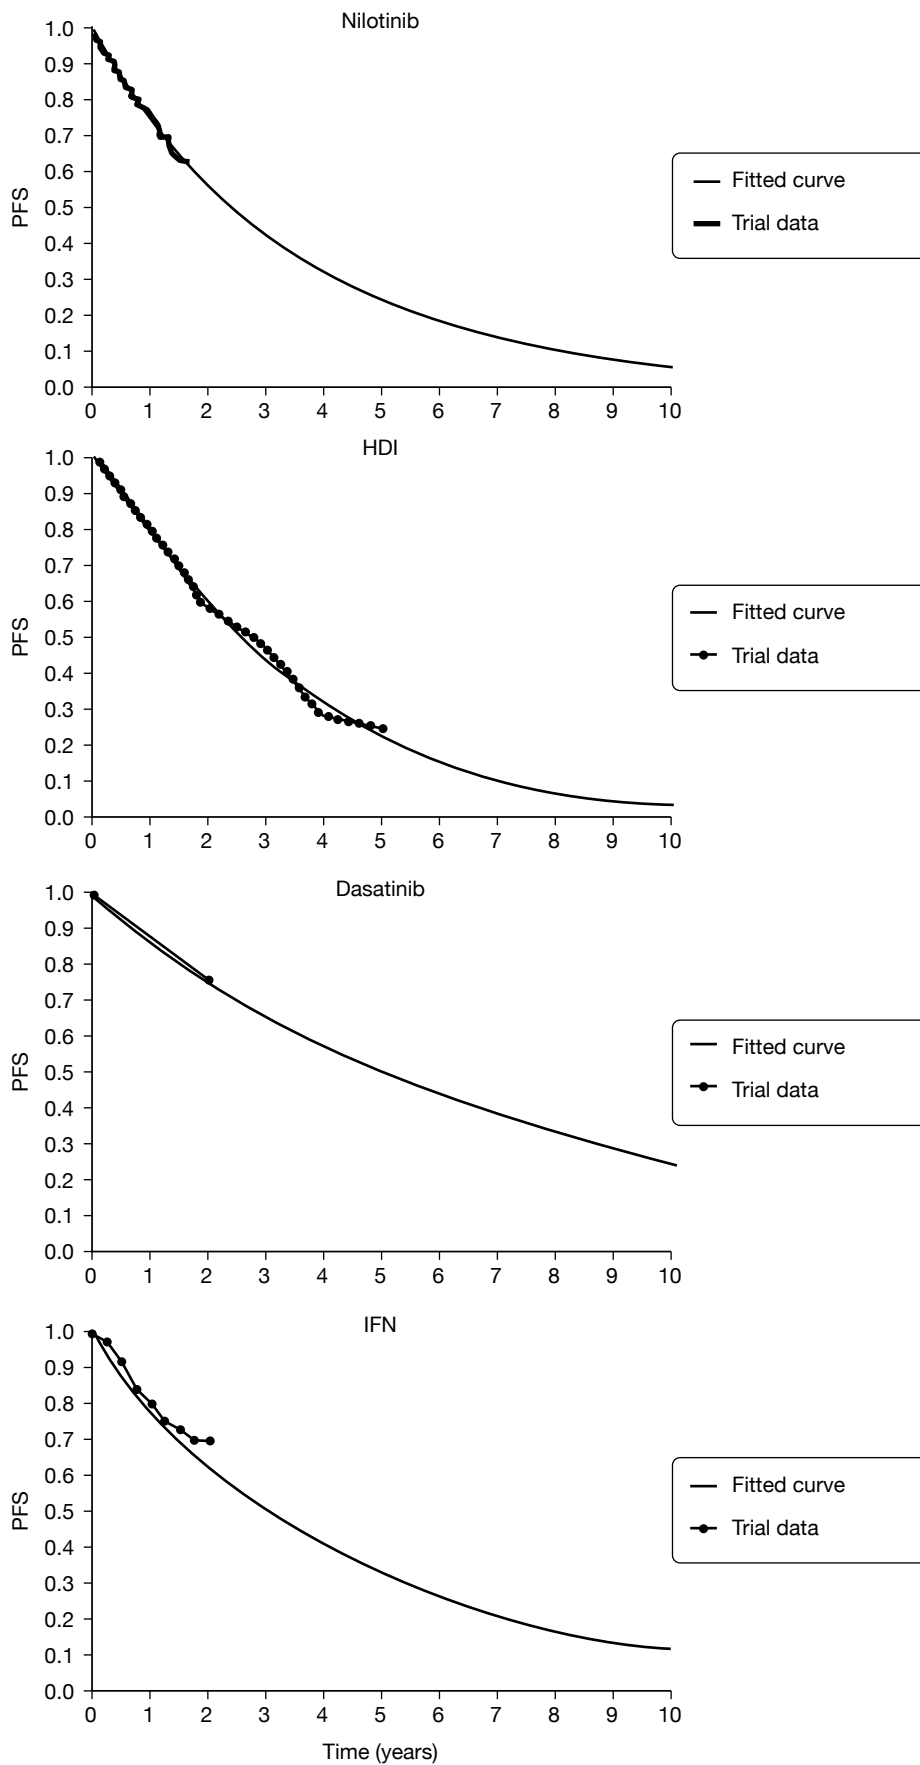 Nilotinib
1.0
0.9
0.8
0.7
0.6
0.5
0.4
0.3
0.2
0.1
0.0
PFS
0 1 2 3 4 5 6 7 8 9 10
Fitted curve
Trial data
HDI
1.0
0.9
0.8
0.7
0.6
0.5
0.4
0.3
0.2
0.1
0.0
PFS
0 1 2 3 4 5 6 7 8 9 10
Fitted curve
Trial data
Dasatinib
1.0
0.9
0.8
0.7
0.6
0.5
0.4
0.3
0.2
0.1
0.0
PFS
0 1 2 3 4 5 6 7 8 9 10
Fitted curve
Trial data
IFN
1.0
0.9
0.8
0.7
0.6
0.5
0.4
0.3
0.2
0.1
0.0
PFS
0 1 2 3 4 5 6 7 8 9 10
Time (years)
Fitted curve
Trial data